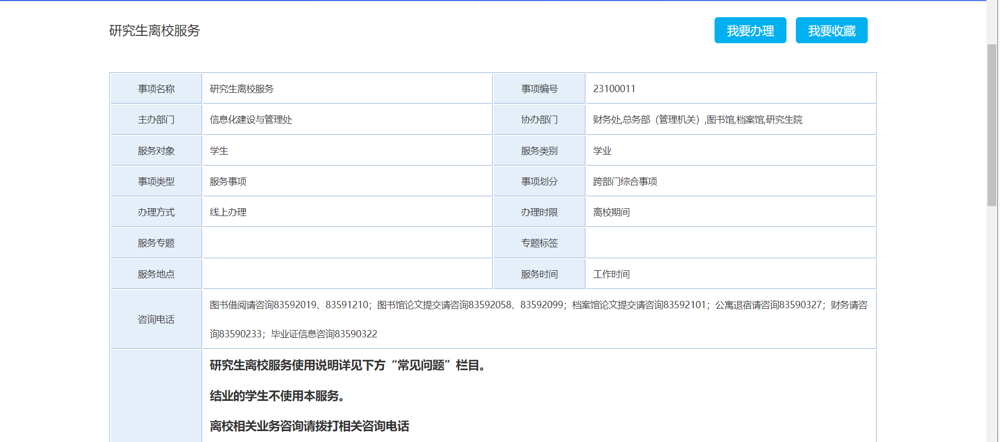 研究生离校服务
我要办理
我要收藏
事项名称 研究生离校服务 事项编号 23100011
主办部门 信息化建设与管理处 协办部门 财务处,总务部（管理机关）,图书馆,档案馆,研究生院
服务对象 学生 服务类别 学业
事项类型 服务事项 事项划分 跨部门综合事项
办理方式 线上办理 办理时限 离校期间
服务专题 专题标签
服务地点 服务时间 工作时间
咨询电话
图书借阅请咨询83592019、83591210；图书馆论文提交请咨询83592058、83592099；档案馆论文提交请咨询83592101；公寓退宿请咨询83590327；财务请咨
询83590233；毕业证信息咨询83590322
研究生离校服务使用说明详见下方“常见问题”栏目。
结业的学生不使用本服务。
离校相关业务咨询请拨打相关咨询电话